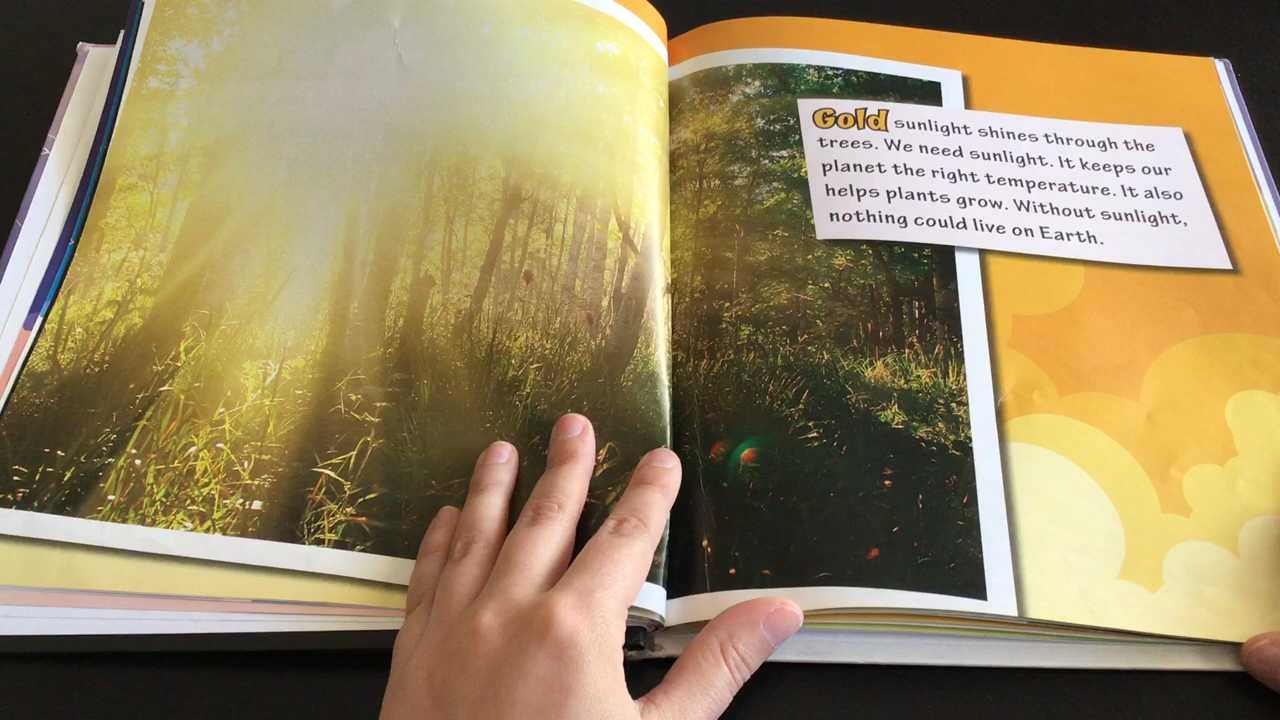 Gold sunlight shines through the
trees. We need sunlight. It keeps our
planet the right temperature. It also
helps plants grow. Without sunlight,
nothing could live on Earth.